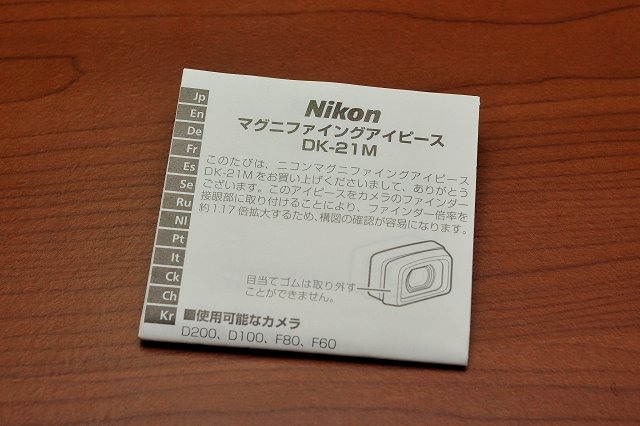 Jp
En
De
Fr
Es
Se
Ru
Nl
Pt
It
Ck
Ch
Kr
Nikon
マグニファイングアイピース
DK-21M
このたびは、ニコンマグニファイングアイピース
DK-21Mをお買い上げくださいまして、ありがとう
ございます。このアイピースをカメラのファインダー
接眼部に取り付けることにより、ファインダー倍率を
約1.17倍拡大するため、構図の確認が容易になります。
目当てゴムは取り外す
ことができません。
■使用可能なカメラ
D200、D100、F80、F60